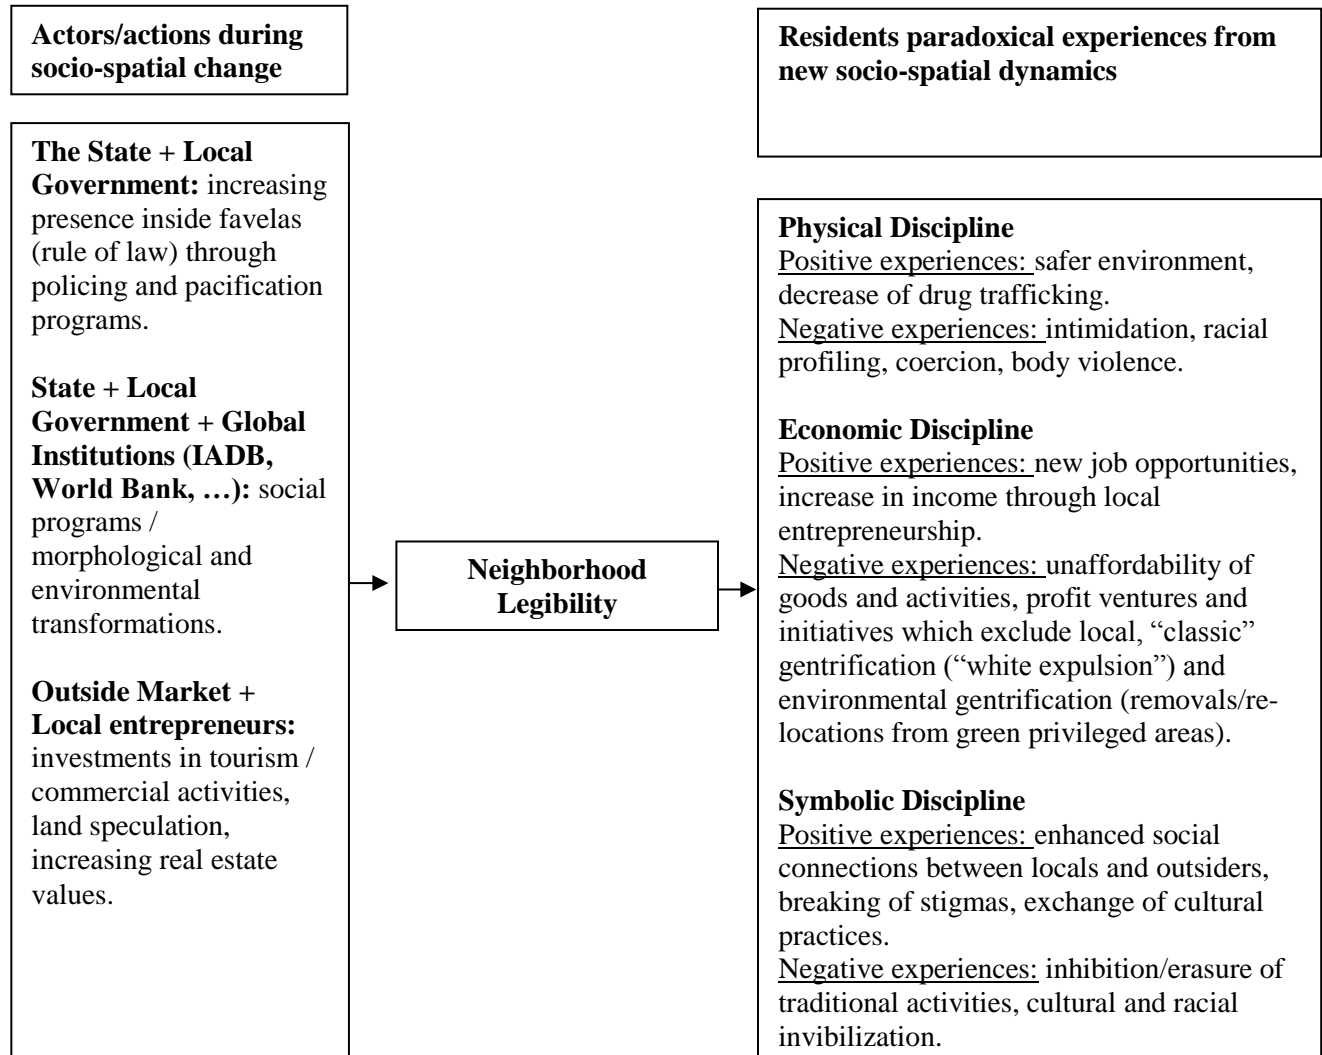 Actors/actions during
socio-spatial change
The State + Local
Government: increasing
presence inside favelas
(rule of law) through
policing and pacification
programs.
State + Local
Government + Global
Institutions (IADB,
World Bank, …): social
programs /
morphological and
environmental
transformations.
Outside Market +
Local entrepreneurs:
investments in tourism /
commercial activities,
land speculation,
increasing real estate
values.
Neighborhood
Legibility
Residents paradoxical experiences from
new socio-spatial dynamics
Physical Discipline
Positive experiences: safer environment,
decrease of drug trafficking.
Negative experiences: intimidation, racial
profiling, coercion, body violence.
Economic Discipline
Positive experiences: new job opportunities,
increase in income through local
entrepreneurship.
Negative experiences: unaffordability of
goods and activities, profit ventures and
initiatives which exclude local, “classic”
gentrification (“white expulsion”) and
environmental gentrification (removals/re-
locations from green privileged areas).
Symbolic Discipline
Positive experiences: enhanced social
connections between locals and outsiders,
breaking of stigmas, exchange of cultural
practices.
Negative experiences: inhibition/erasure of
traditional activities, cultural and racial
invibilization.